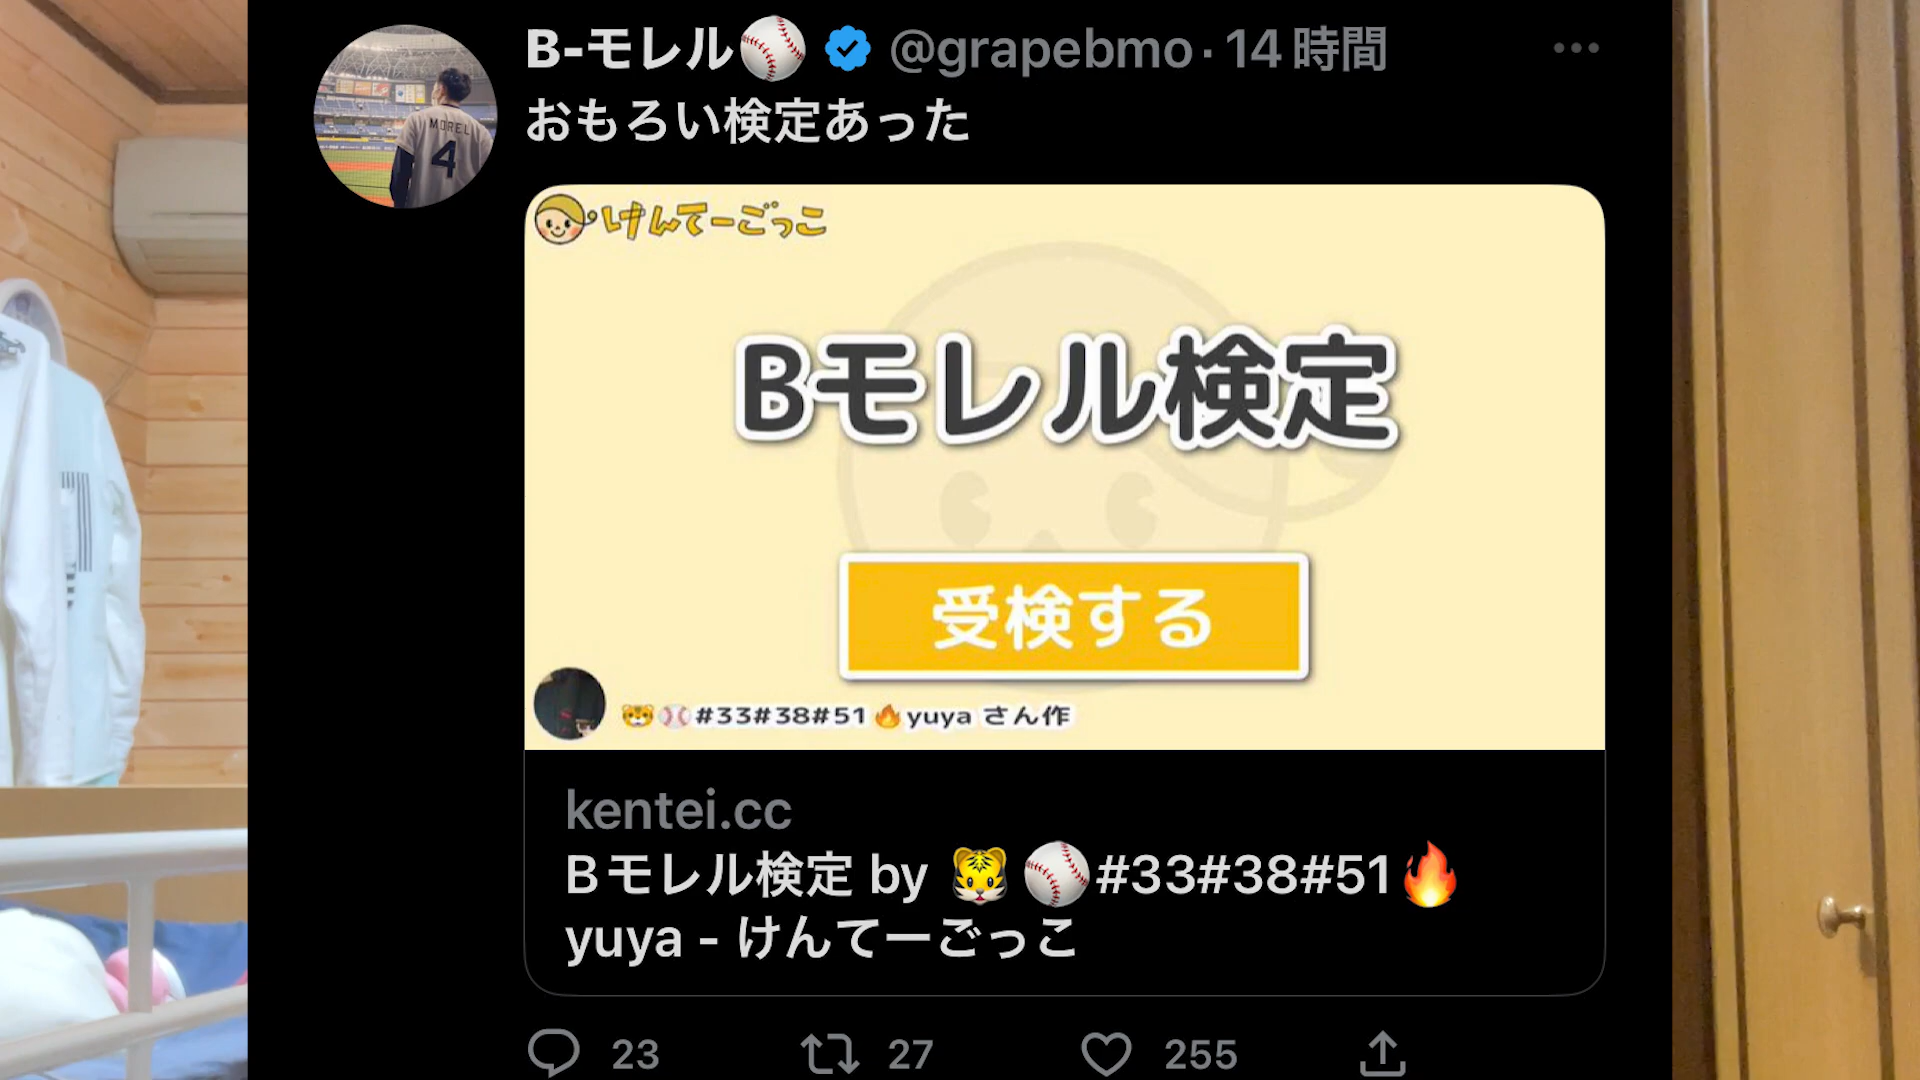 B-モレル⚾ @grapebmo·14 時間
おもろい検定あった
MOREL
4
けんてーごっこ
Bモレル検定
受検する
🐯⚾#33#38#51🔥yuya さん作
kentei.cc
Bモレル検定 by 🐯⚾#33#38#51🔥
yuya - けんてーごっこ
23 27 255